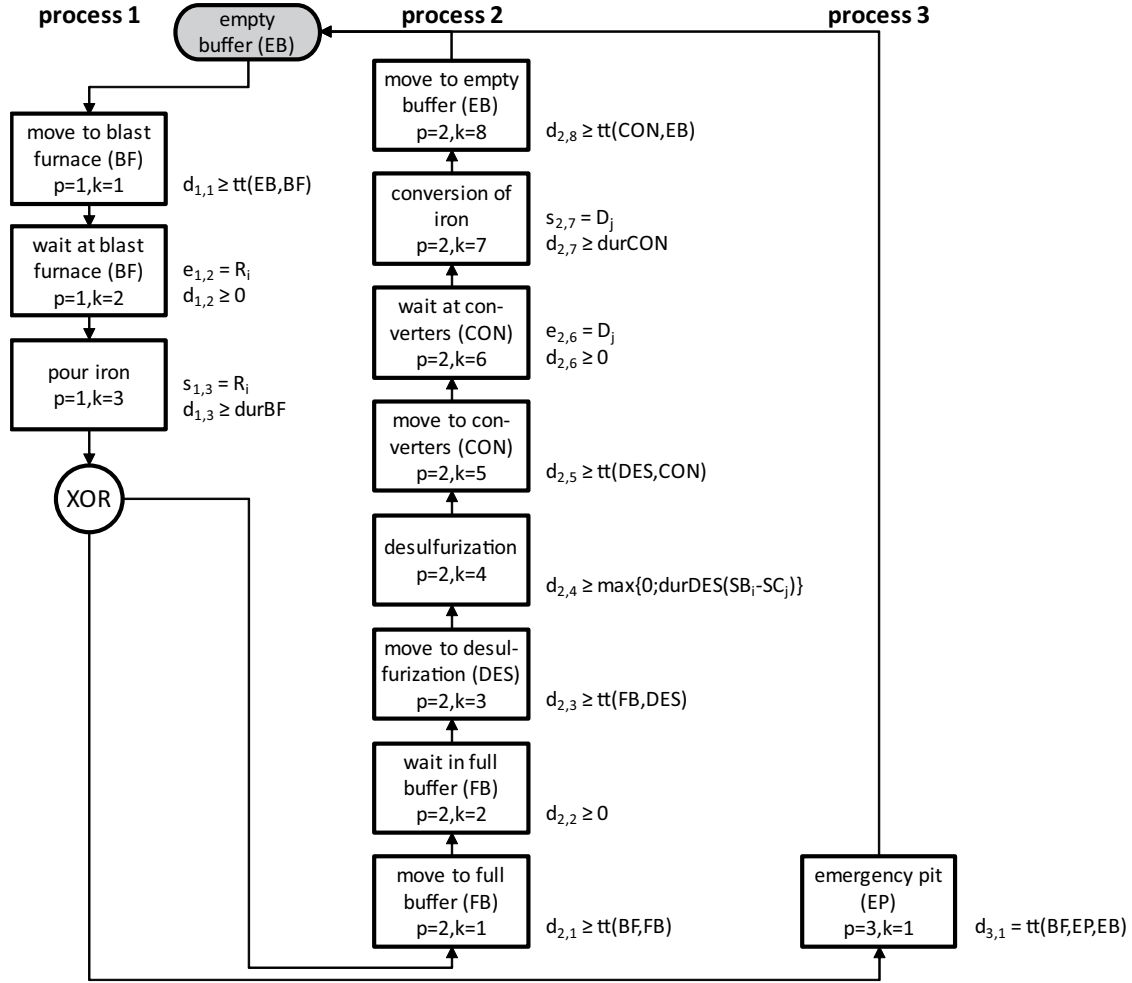 process 1
process 2
process 3
empty
buffer (EB)
move to blast
furnace (BF)
p=1,k=1
d1,1 ≥ tt(EB,BF)
wait at blast
furnace (BF)
p=1,k=2
e1,2 = Ri
d1,2 ≥ 0
pour iron
p=1,k=3
s1,3 = Ri
d1,3 ≥ durBF
XOR
move to empty
buffer (EB)
p=2,k=8
d2,8 ≥ tt(CON,EB)
conversion of
iron
p=2,k=7
s2,7 = Dj
d2,7 ≥ durCON
wait at con-
verters (CON)
p=2,k=6
e2,6 = Dj
d2,6 ≥ 0
move to con-
verters (CON)
p=2,k=5
d2,5 ≥ tt(DES,CON)
desulfurization
p=2,k=4
d2,4 ≥ max{0;durDES(SBi-SCj)}
move to desul-
furization (DES)
p=2,k=3
d2,3 ≥ tt(FB,DES)
wait in full
buffer (FB)
p=2,k=2
d2,2 ≥ 0
move to full
buffer (FB)
p=2,k=1
d2,1 ≥ tt(BF,FB)
emergency pit
(EP)
p=3,k=1
d3,1 = tt(BF,EP,EB)